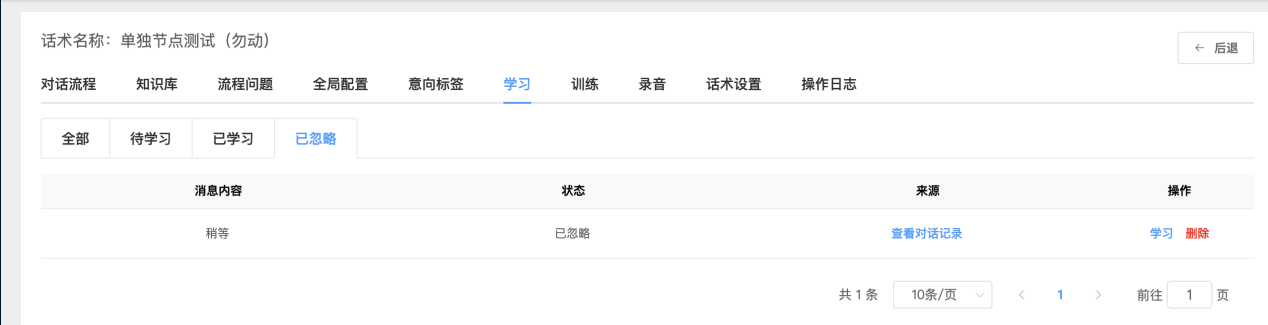 话术名称：单独节点测试（勿动）
← 后退
对话流程 知识库 流程问题 全局配置 意向标签 学习 训练 录音 话术设置 操作日志
全部 待学习 已学习 已忽略
消息内容 状态 来源 操作
稍等 已忽略 查看对话记录 学习 删除
共 1 条 10条/页 1 前往 1 页